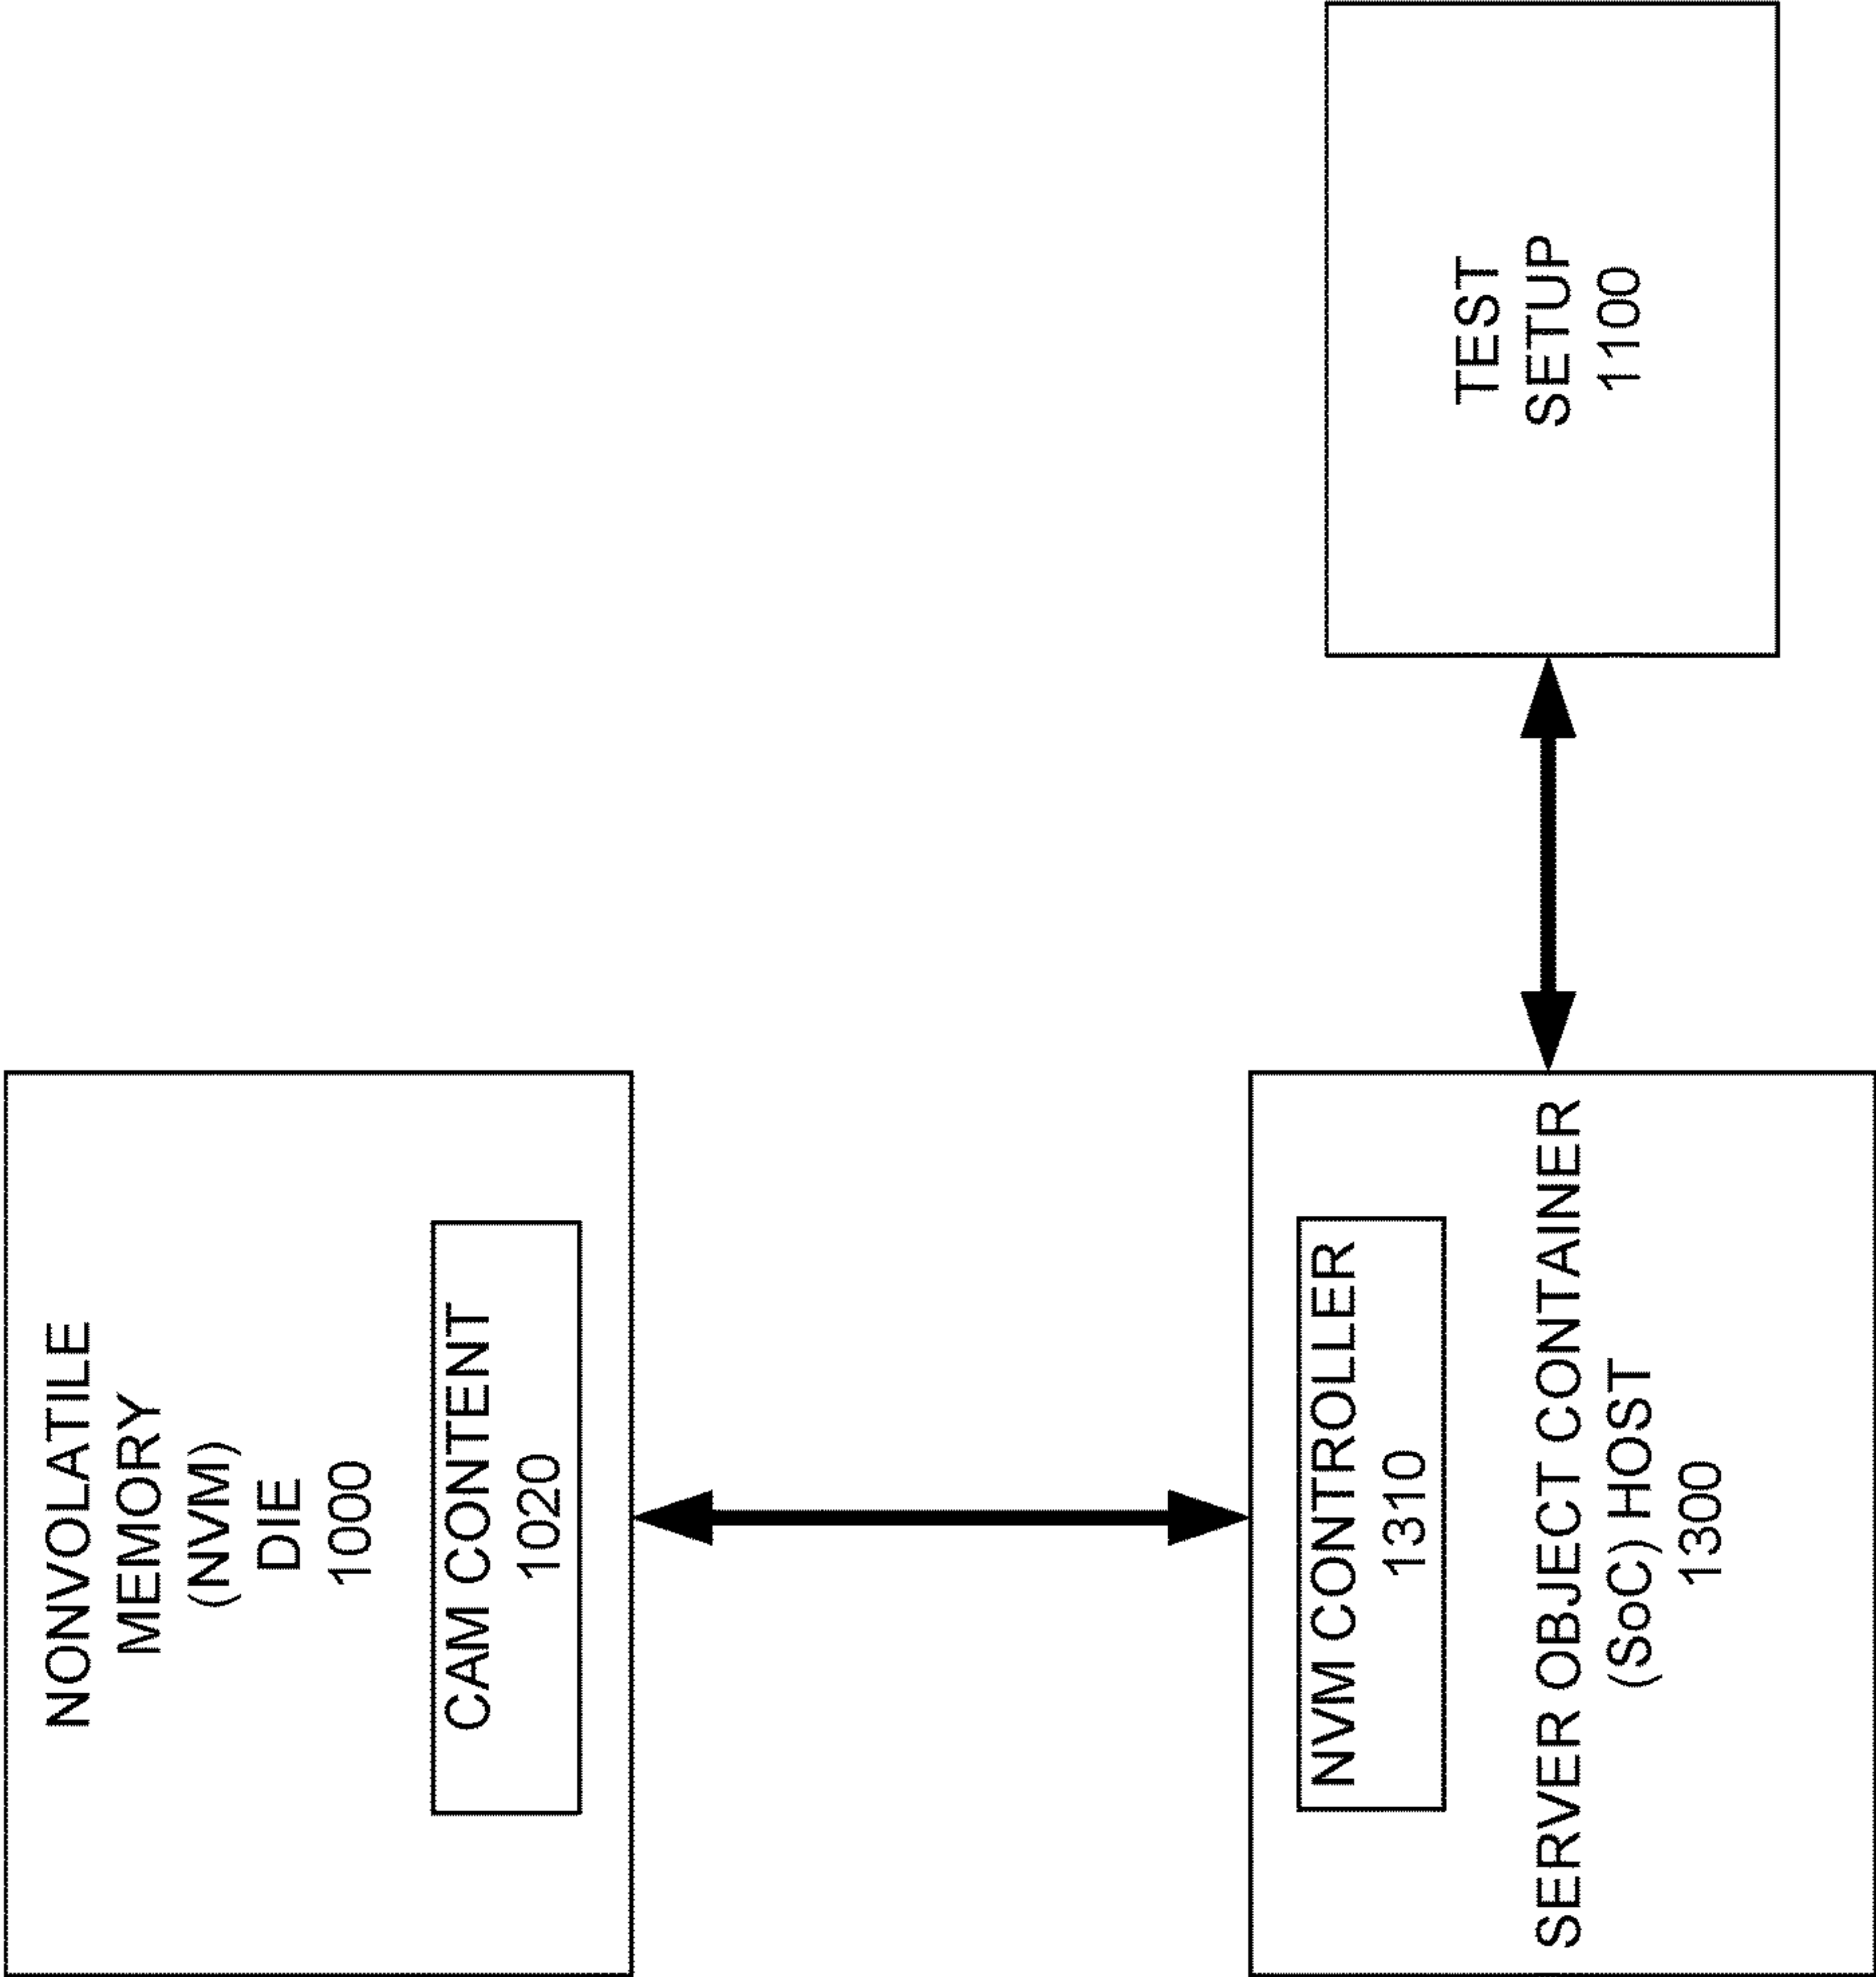 NONVOLATILE
MEMORY
(NVM)
DIE
1000
CAM CONTENT
1020
NVM CONTROLLER
1310
SERVER OBJECT CONTAINER
(SoC) HOST
1300
TEST
SETUP
1100